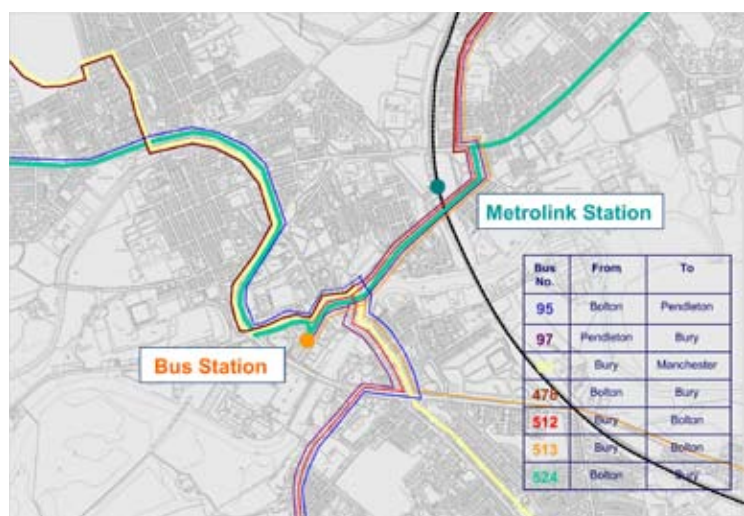 Metrolink Station
Bus No. From To
95 Bolton Pendleton
97 Pendleton Bury
Bury Manchester
Bus Station
478 Bolton Bury
512 Bury Bolton
513 Bury Bolton
524 Bolton Bury